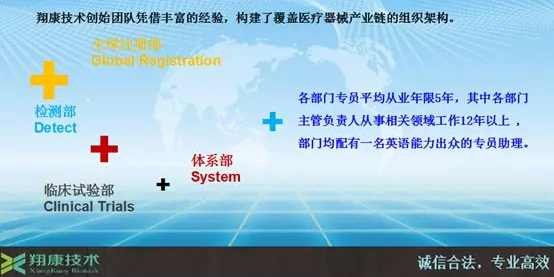 翔康技术创始团队凭借丰富的经验，构建了覆盖医疗器械产业链的组织架构。
全球注册部
Global Registration
检测部
Detect
体系部
System
临床试验部
Clinical Trials
各部门专员平均从业年限5年，其中各部门
主管负责人从事相关领域工作12年以上，
部门均配有一名英语能力出众的专员助理。
翔康技术
XiangKang Biotech
诚信合法，专业高效